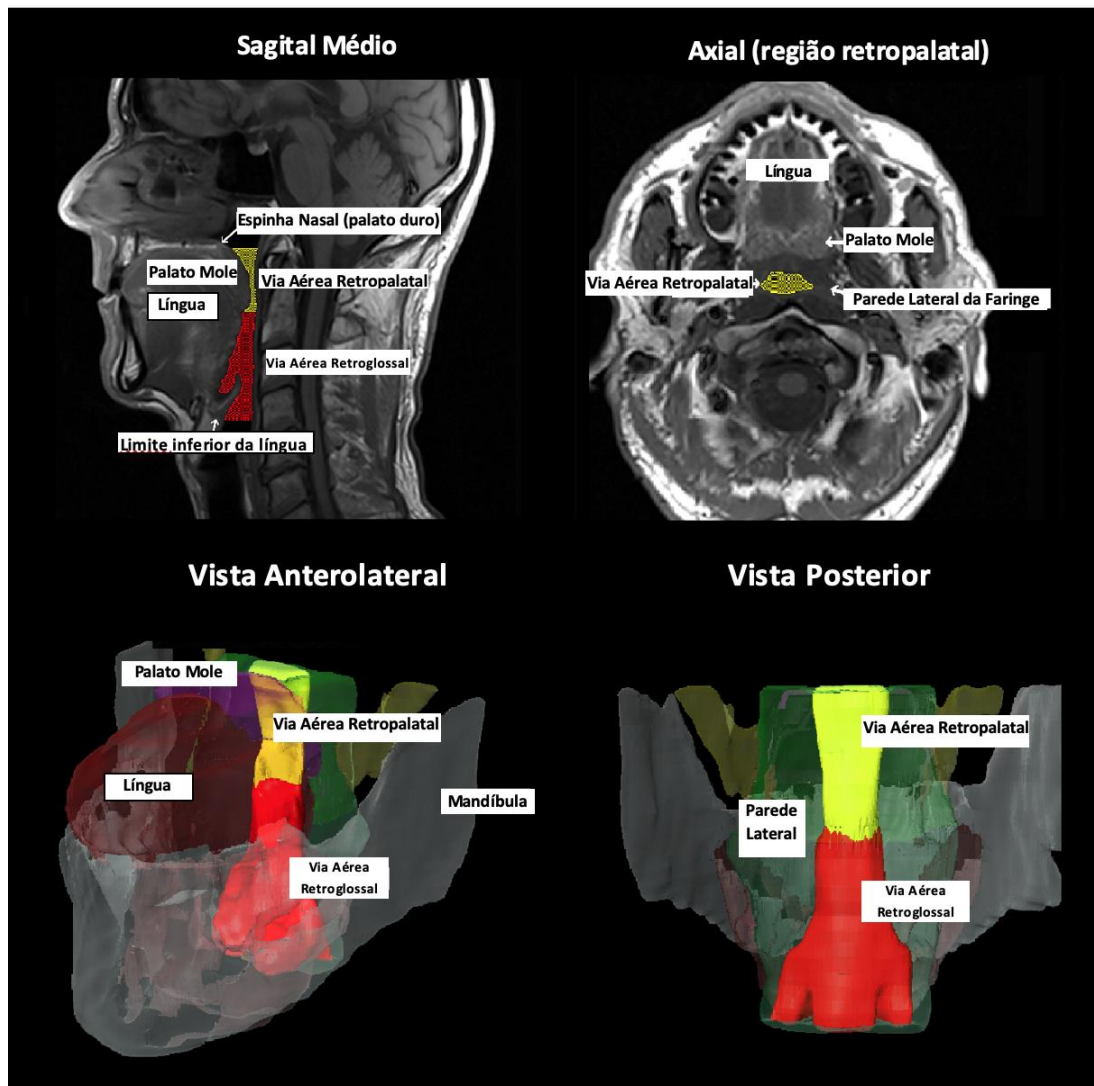 Sagital Médio
Espinha Nasal (palato duro)
Palato Mole
Via Aérea Retropalatal
Língua
Via Aérea Retroglossal
Limite inferior da língua
Axial (região retropalatal)
Língua
Palato Mole
Via Aérea Retropalatal
Parede Lateral da Faringe
Vista Anterolateral
Palato Mole
Via Aérea Retropalatal
Língua
Mandíbula
Via Aérea
Retroglossal
Vista Posterior
Via Aérea Retropalatal
Parede
Lateral
Via Aérea
Retroglossal